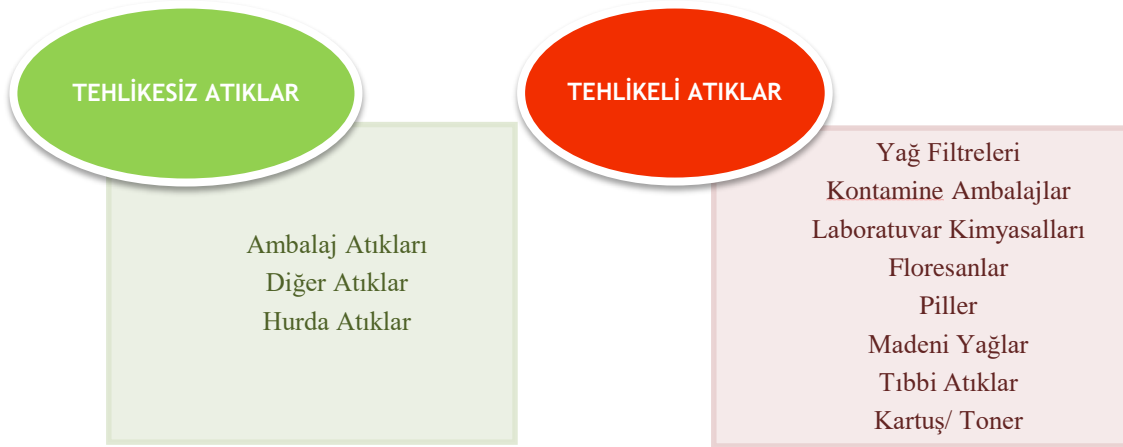 TEHLİKESİZ ATIKLAR
Ambalaj Atıkları
Diğer Atıklar
Hurda Atıklar
TEHLİKELİ ATIKLAR
Yağ Filtreleri
Kontamine Ambalajlar
Laboratuvar Kimyasalları
Floresanlar
Piller
Madeni Yağlar
Tıbbi Atıklar
Kartuş/ Toner